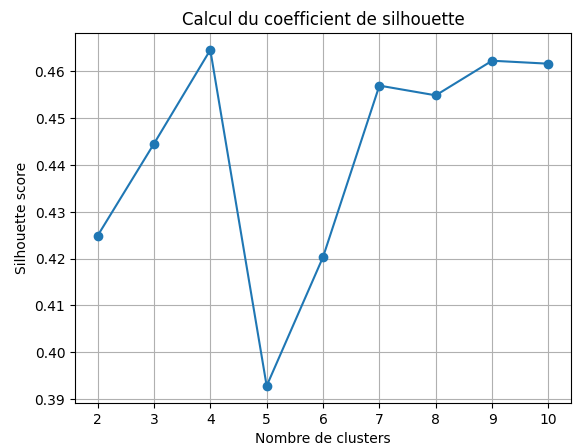 Calcul du coefficient de silhouette
Silhouette score
0.46
0.45
0.44
0.43
0.42
0.41
0.40
0.39
2 3 4 5 6 7 8 9 10
Nombre de clusters